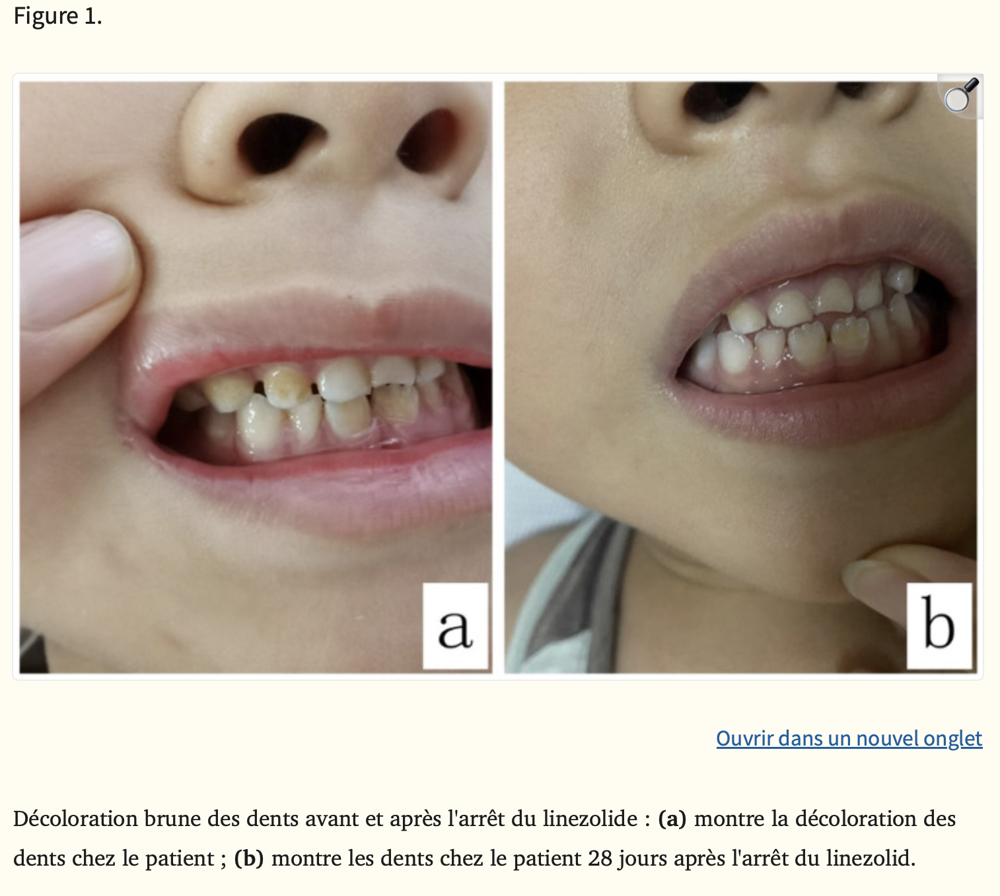 Figure 1.
a
b
Ouvrir dans un nouvel onglet
Décoloration brune des dents avant et après l'arrêt du linezolide : (a) montre la décoloration des
dents chez le patient ; (b) montre les dents chez le patient 28 jours après l'arrêt du linezolid.